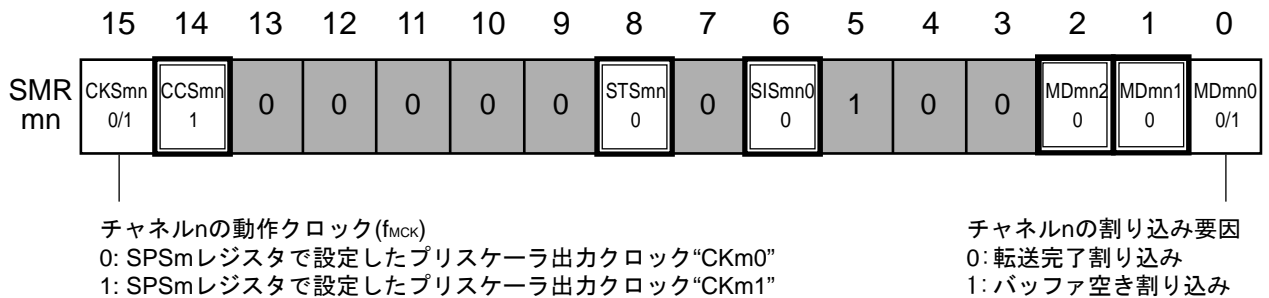 15 14 13 12 11 10 9 8 7 6 5 4 3 2 1 0
SMR
mn
CKSmn
0/1
CCSmn
1
0 0 0 0 0
STSmn
0
0
SISmn0
0
1 0 0
MDmn2
0
MDmn1
0
MDmn0
0/1
チャネルnの動作クロック(fMCK)
0: SPSmレジスタで設定したプリスケーラ出力クロック“CKm0”
1: SPSmレジスタで設定したプリスケーラ出力クロック“CKm1”
チャネルnの割り込み要因
0:転送完了割り込み
1:バッファ空き割り込み